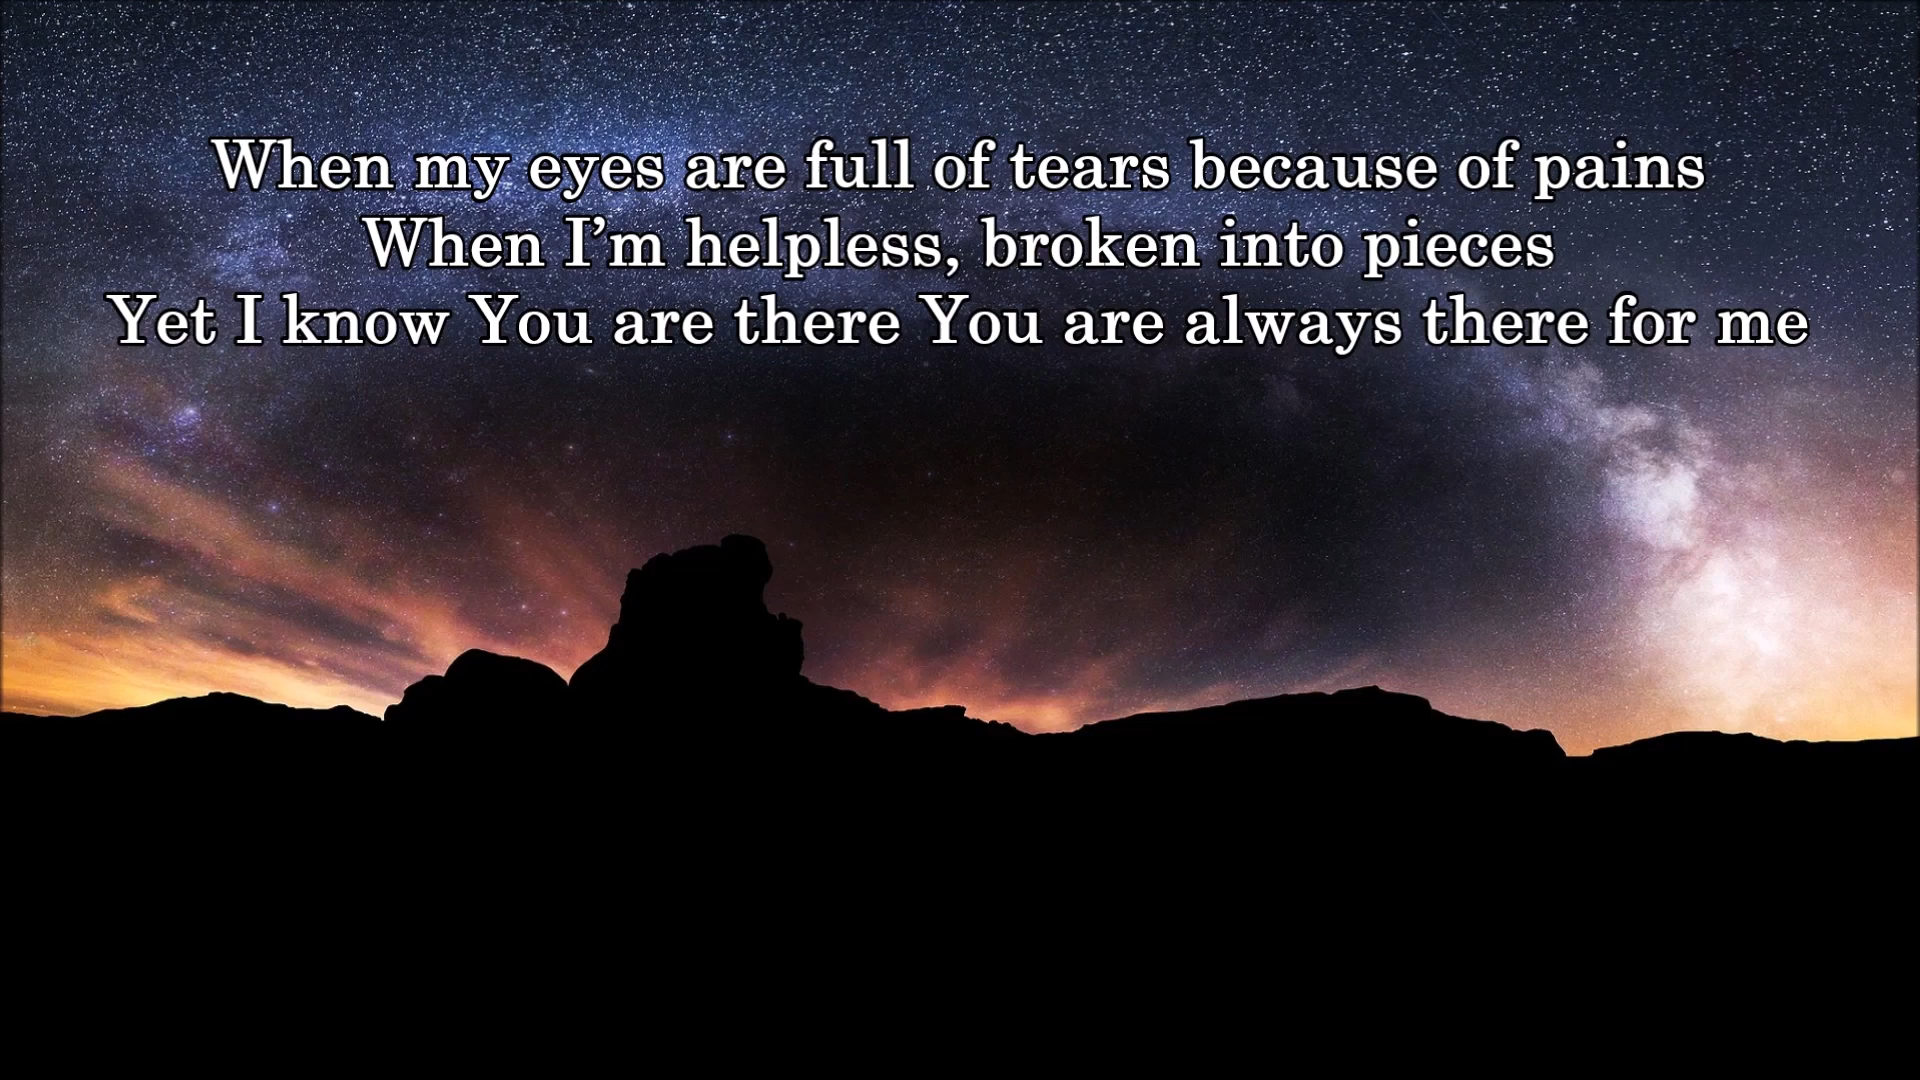 When my eyes are full of tears because of pains
When I’m helpless, broken into pieces
Yet I know You are there You are always there for me